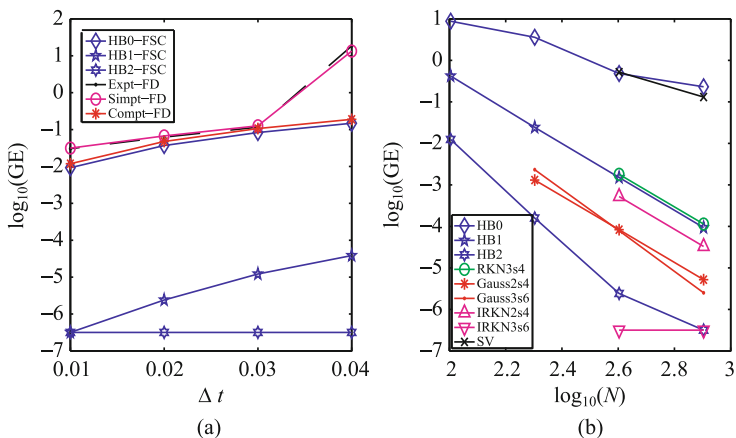 log10(GE)
2
1
0
−1
−2
−3
−4
−5
−6
−7
HB0−FSC
HB1−FSC
HB2−FSC
Expt−FD
Simpt−FD
Compt−FD
0.01
0.02
0.03
0.04
Δ t
(a)
log10(GE)
1
0
−1
−2
−3
−4
−5
−6
−7
HB0
HB1
HB2
RKN3s4
Gauss2s4
Gauss3s6
IRKN2s4
IRKN3s6
SV
2
2.2
2.4
2.6
2.8
3
log10(N)
(b)